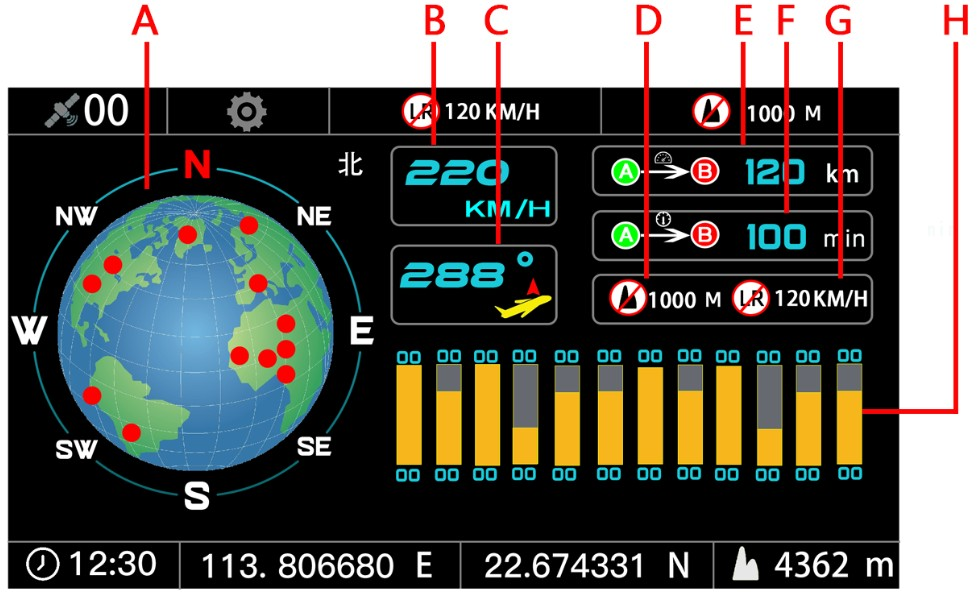 A B C D E F G H
00 LR 120 KM/H 1000 M
N 北
NW NE
W E
SW SE
S
220
KM/H
288°
A B 120 km
A B 100 min
1000 M LR 120 KM/H
00 00 00 00 00 00 00 00 00 00 00 00
00 00 00 00 00 00 00 00 00 00 00 00
12:30 113. 806680 E 22.674331 N 4362 m